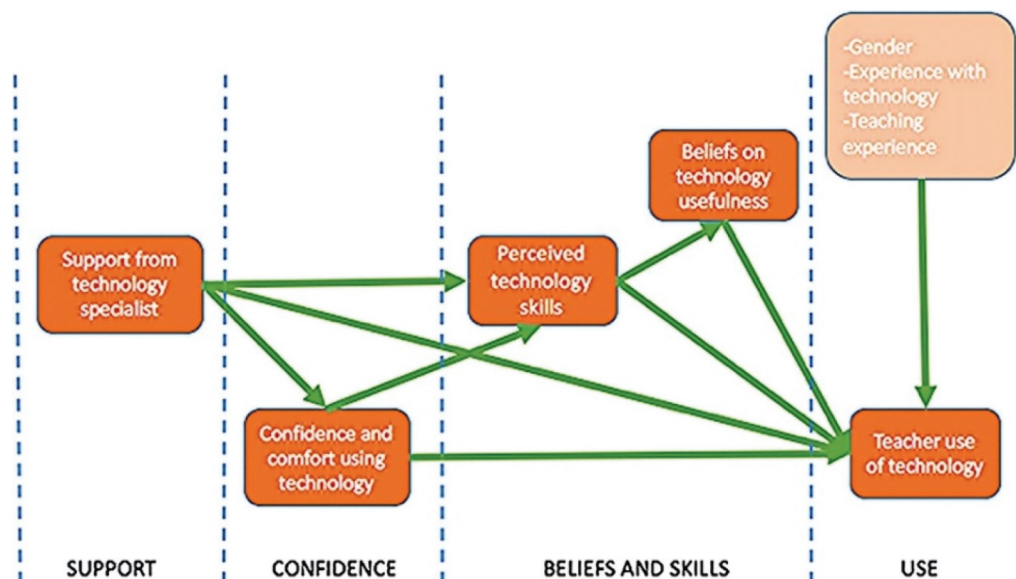 -Gender
-Experience with
technology
-Teaching
experience
Beliefs on
technology
usefulness
Support from
technology
specialist
Perceived
technology
skills
Confidence and
comfort using
technology
Teacher use
of technology
SUPPORT
CONFIDENCE
BELIEFS AND SKILLS
USE